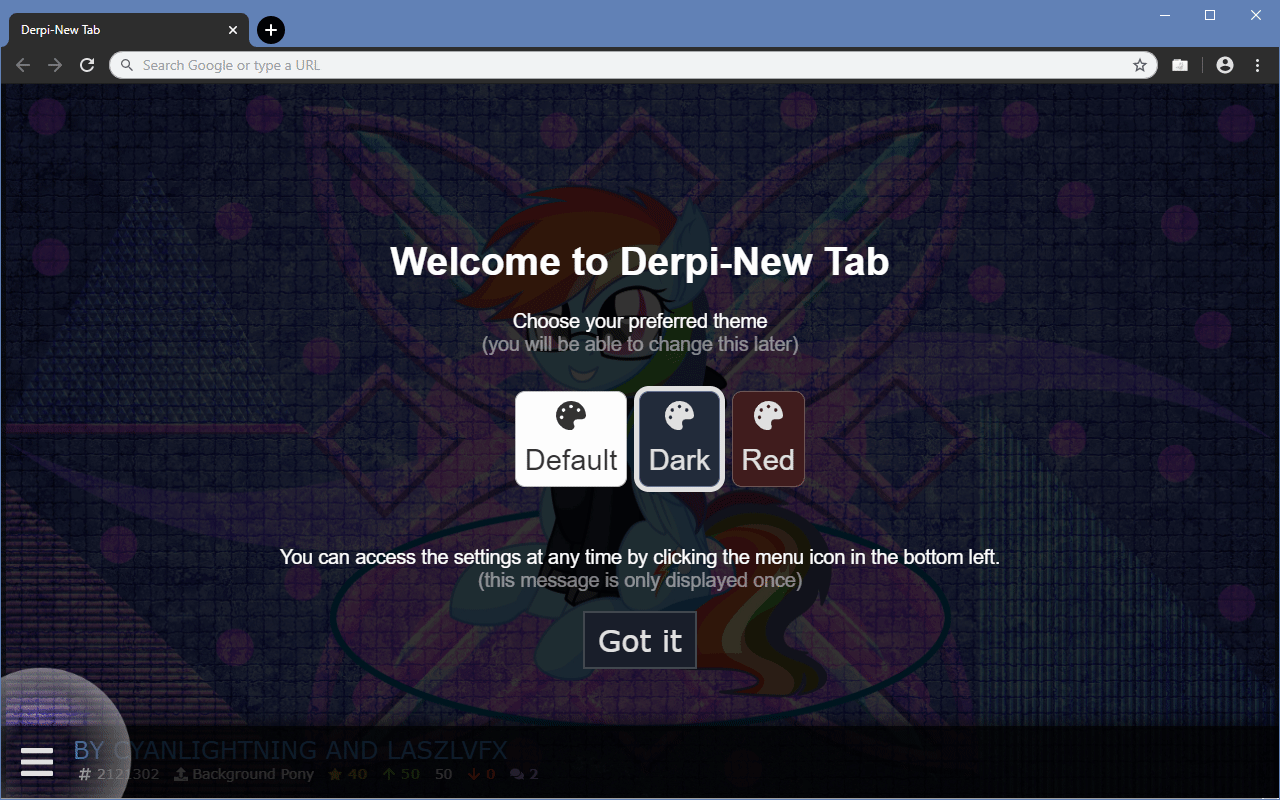 Derpi-New Tab
Search Google or type a URL
Welcome to Derpi-New Tab
Choose your preferred theme
(you will be able to change this later)
Default Dark Red
You can access the settings at any time by clicking the menu icon in the bottom left.
(this message is only displayed once)
Got it
BY CYANLIGHTNING AND LASZLVFX
# 2121302 Background Pony 40 50 50 0 2